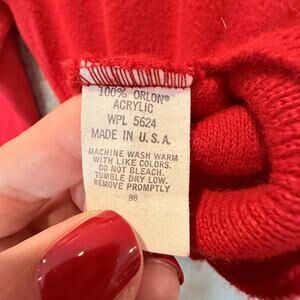 100% ORLON®
ACRYLIC
WPL 5624
MADE IN U.S.A.
MACHINE WASH WARM
WITH LIKE COLORS.
DO NOT BLEACH.
TUMBLE DRY LOW.
REMOVE PROMPTLY
88